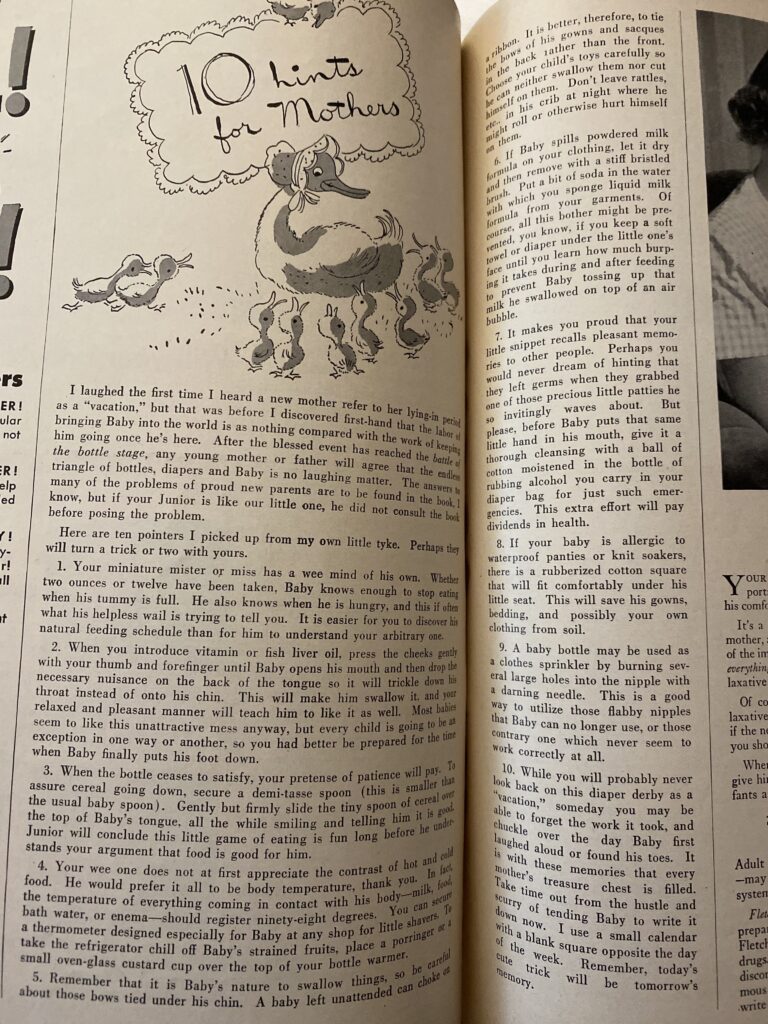 10 hints
for Mothers
I laughed the first time I heard a new mother refer to her lying-in period
as a “vacation,” but that was before I discovered first-hand that the labor of
bringing Baby into the world is as nothing compared with the work of keeping
him going once he's here. After the blessed event has reached the battle of
the bottle stage, any young mother or father will agree that the endless
triangle of bottles, diapers and Baby is no laughing matter. The answers to
many of the problems of proud new parents are to be found in the book, I
know, but if your Junior is like our little one, he did not consult the book
before posing the problem.
Here are ten pointers I picked up from my own little tyke. Perhaps they
will turn a trick or two with yours.
1. Your miniature mister or miss has a wee mind of his own. Whether
two ounces or twelve have been taken, Baby knows enough to stop eating
when his tummy is full. He also knows when he is hungry, and this if often
what his helpless wail is trying to tell you. It is easier for you to discover his
natural feeding schedule than for him to understand your arbitrary one.
2. When you introduce vitamin or fish liver oil, press the cheeks gently
with your thumb and forefinger until Baby opens his mouth and then drop the
necessary nuisance on the back of the tongue so it will trickle down his
throat instead of onto his chin. This will make him swallow it, and your
relaxed and pleasant manner will teach him to like it as well. Most babies
seem to like this unattractive mess anyway, but every child is going to be an
exception in one way or another, so you had better be prepared for the time
when Baby finally puts his foot down.
3. When the bottle ceases to satisfy, your pretense of patience will pay. To
assure cereal going down, secure a demi-tasse spoon (this is smaller than
the usual baby spoon). Gently but firmly slide the tiny spoon of cereal over
the top of Baby's tongue, all the while smiling and telling him it is good.
Junior will conclude this little game of eating is fun long before he under-
stands your argument that food is good for him.
4. Your wee one does not at first appreciate the contrast of hot and cold
food. He would prefer it all to be body temperature, thank you. In fact,
the temperature of everything coming in contact with his body—milk, food,
bath water, or enema—should register ninety-eight degrees. You can secure
a thermometer designed especially for Baby at any shop for little shavers. To
take the refrigerator chill off Baby's strained fruits, place a porringer or a
small oven-glass custard cup over the top of your bottle warmer.
5. Remember that it is Baby's nature to swallow things, so be careful
about those bows tied under his chin. A baby left unattended can choke on
a ribbon. It is better, therefore, to tie
the bows of his gowns and sacques
in the back rather than the front.
Choose your child's toys carefully so
he can neither swallow them nor cut
himself on them. Don't leave rattles,
etc., in his crib at night where he
might roll or otherwise hurt himself
on them.
6. If Baby spills powdered milk
formula on your clothing, let it dry
and then remove with a stiff bristled
brush. Put a bit of soda in the water
with which you sponge liquid milk
formula from your garments. Of
course, all this bother might be pre-
vented, you know, if you keep a soft
towel or diaper under the little one's
face until you learn how much burp-
ing it takes during and after feeding
to prevent Baby tossing up that
milk he swallowed on top of an air
bubble.
7. It makes you proud that your
little snippet recalls pleasant memo-
ries to other people. Perhaps you
would never dream of hinting that
they left germs when they grabbed
one of those precious little patties he
so invitingly waves about. But
please, before Baby puts that same
little hand in his mouth, give it a
thorough cleansing with a ball of
cotton moistened in the bottle of
rubbing alcohol you carry in your
diaper bag for just such emer-
gencies. This extra effort will pay
dividends in health.
8. If your baby is allergic to
waterproof panties or knit soakers,
there is a rubberized cotton square
that will fit comfortably under his
little seat. This will save his gowns,
bedding, and possibly your own
clothing from soil.
9. A baby bottle may be used as
a clothes sprinkler by burning sev-
eral large holes into the nipple with
a darning needle. This is a good
way to utilize those flabby nipples
that Baby can no longer use, or those
contrary one which never seem to
work correctly at all.
10. While you will probably never
look back on this diaper derby as a
“vacation,” someday you may be
able to forget the work it took, and
chuckle over the day Baby first
laughed aloud or found his toes. It
is with these memories that every
mother's treasure chest is filled.
Take time out from the hustle and
scurry of tending Baby to write it
down now. I use a small calendar
with a blank square opposite the day
of the week. Remember, today's
cute trick will be tomorrow's
memory.
YOUR
his comfo
It's a
mother, a
of the im
everything
laxative
Of co
laxative
if the no
you sho
When
give him
fants a
Adult
—may
system
Fletc
prepar
Fletch
drugs.
discor
mous
write